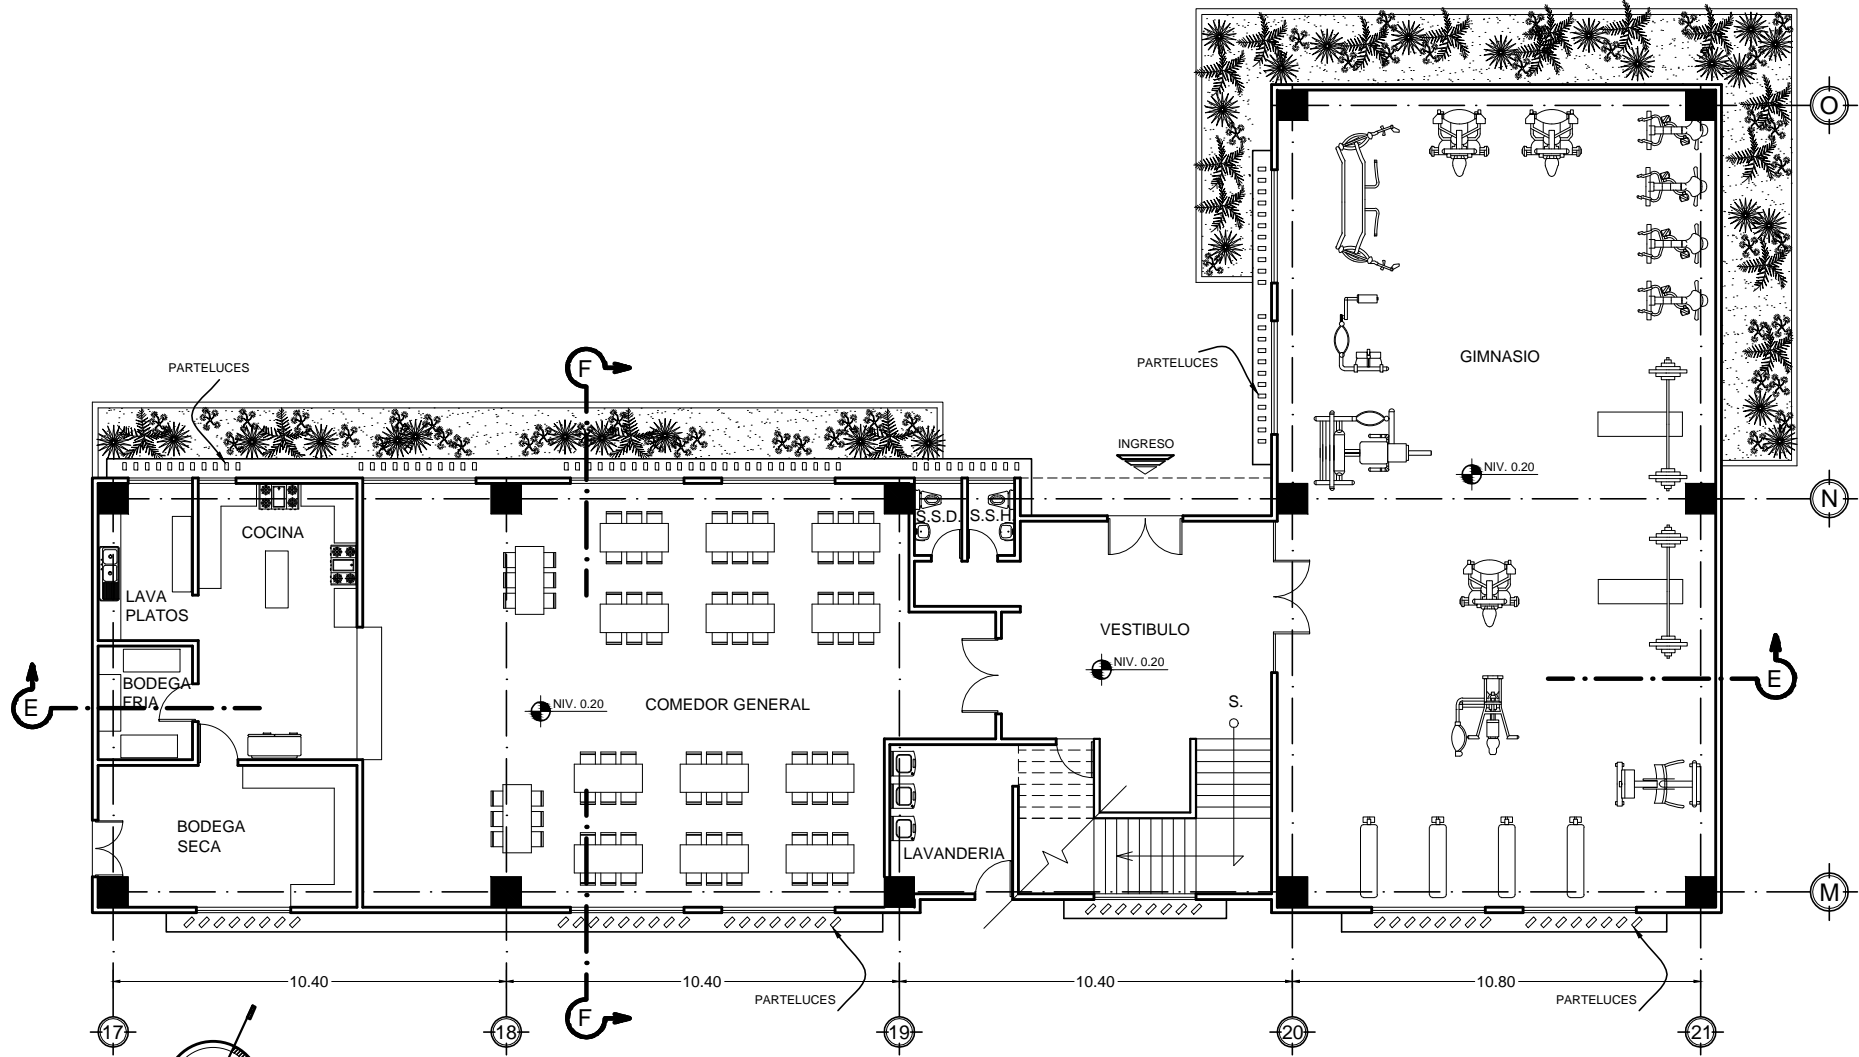 O
PARTELUCES
F
PARTELUCES
GIMNASIO
INGRESO
NIV. 0.20
N
COCINA
S.S.D.
S.S.H
LAVA
PLATOS
VESTIBULO
NIV. 0.20
BODEGA
FRIA
E
NIV. 0.20
COMEDOR GENERAL
S.
E
BODEGA
SECA
LAVANDERIA
M
10.40
10.40
10.40
10.80
PARTELUCES
PARTELUCES
17
18
F
19
20
21